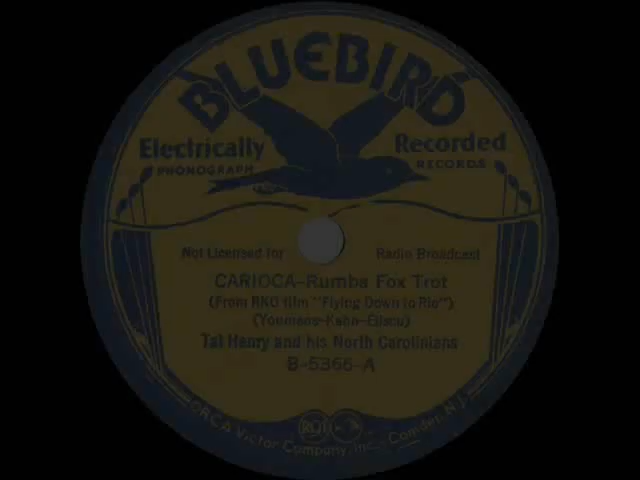 BLUEBIRD
Electrically Recorded
PHONOGRAPH RECORDS
Not Licensed for Radio Broadcast
CARIOCA-Rumba Fox Trot
(From RKO film "Flying Down to Rio")
(Youmans-Kahn-Eliscu)
Tal Henry and his North Carolinians
B-5366-A
RCA Victor Company, Inc. Camden, N.J.